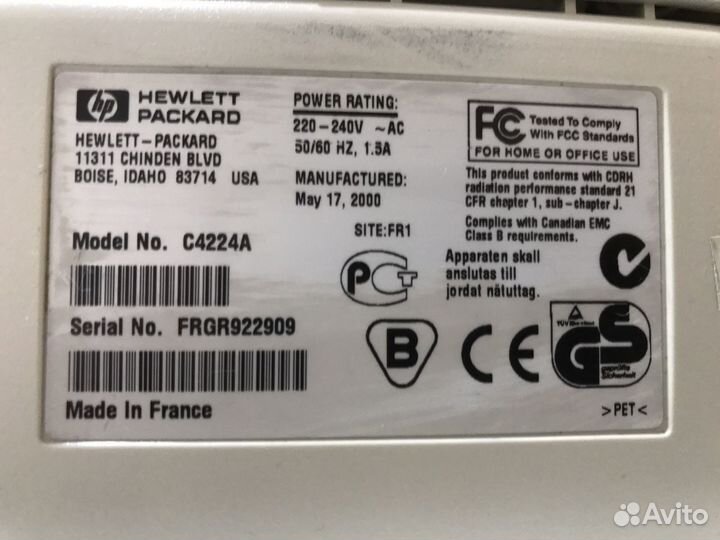 hp HEWLETT
PACKARD
HEWLETT-PACKARD
11311 CHINDEN BLVD
BOISE, IDAHO 83714 USA
POWER RATING:
220-240V ~AC
50/60 HZ, 1.5A
MANUFACTURED:
May 17, 2000
SITE:FR1
FC Tested To Comply
With FCC Standards
FOR HOME OR OFFICE USE
This product conforms with CDRH
radiation performance standard 21
CFR chapter 1, sub-chapter J.
Complies with Canadian EMC
Class B requirements.
Model No. C4224A
Apparaten skall
anslutas till
jordat nätuttag.
N
РСТ
Serial No. FRGR922909
B
CE
GS
geprüfte
Sicherheit
Made In France
>PET<
Avito